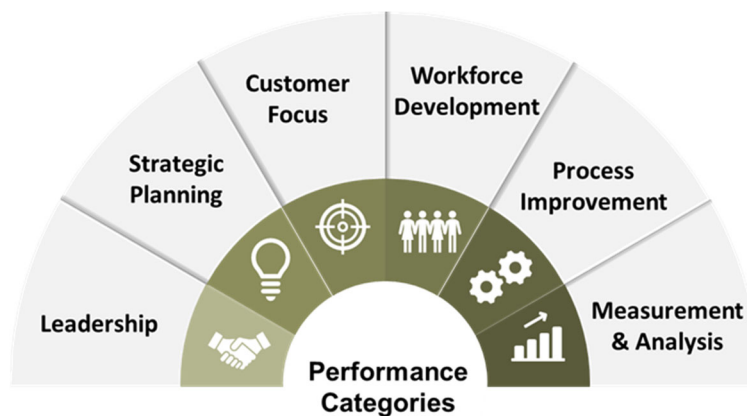 Leadership
Strategic
Planning
Customer
Focus
Workforce
Development
Process
Improvement
Measurement
& Analysis
Performance
Categories